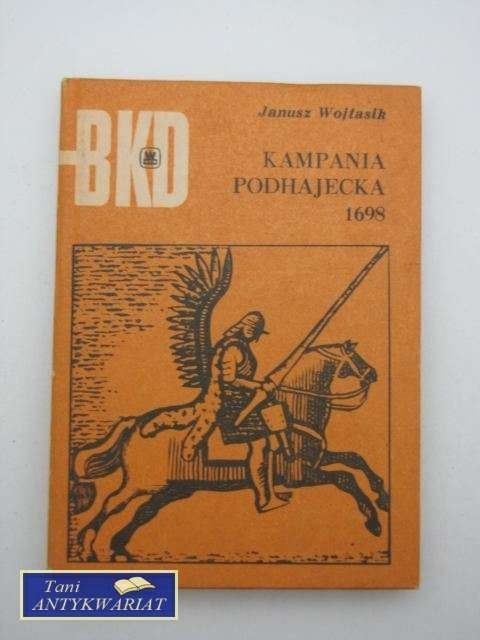 BKD
Janusz Wojtasik
KAMPANIA
PODHAJECKA
1698
Tani
ANTYKWARIAT